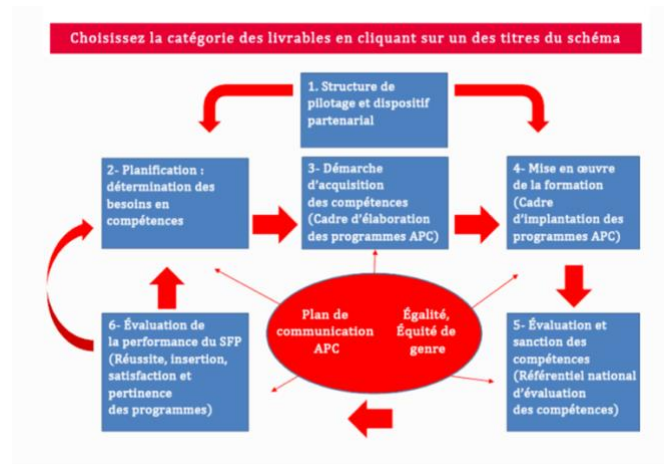 Choisissez la catégorie des livrables en cliquant sur un des titres du schéma
1. Structure de
pilotage et dispositif
partenarial
2- Planification :
détermination des
besoins en
compétences
3- Démarche
d'acquisition
des compétences
(Cadre d'élaboration
des programmes APC)
4- Mise en œuvre
de la formation
(Cadre
d'implantation des
programmes APC)
Plan de
communication
APC
Égalité,
Équité de
genre
6- Évaluation de
la performance du SFP
(Réussite, insertion,
satisfaction et
pertinence
des programmes)
5- Évaluation et
sanction des
compétences
(Référentiel national
d'évaluation
des compétences)